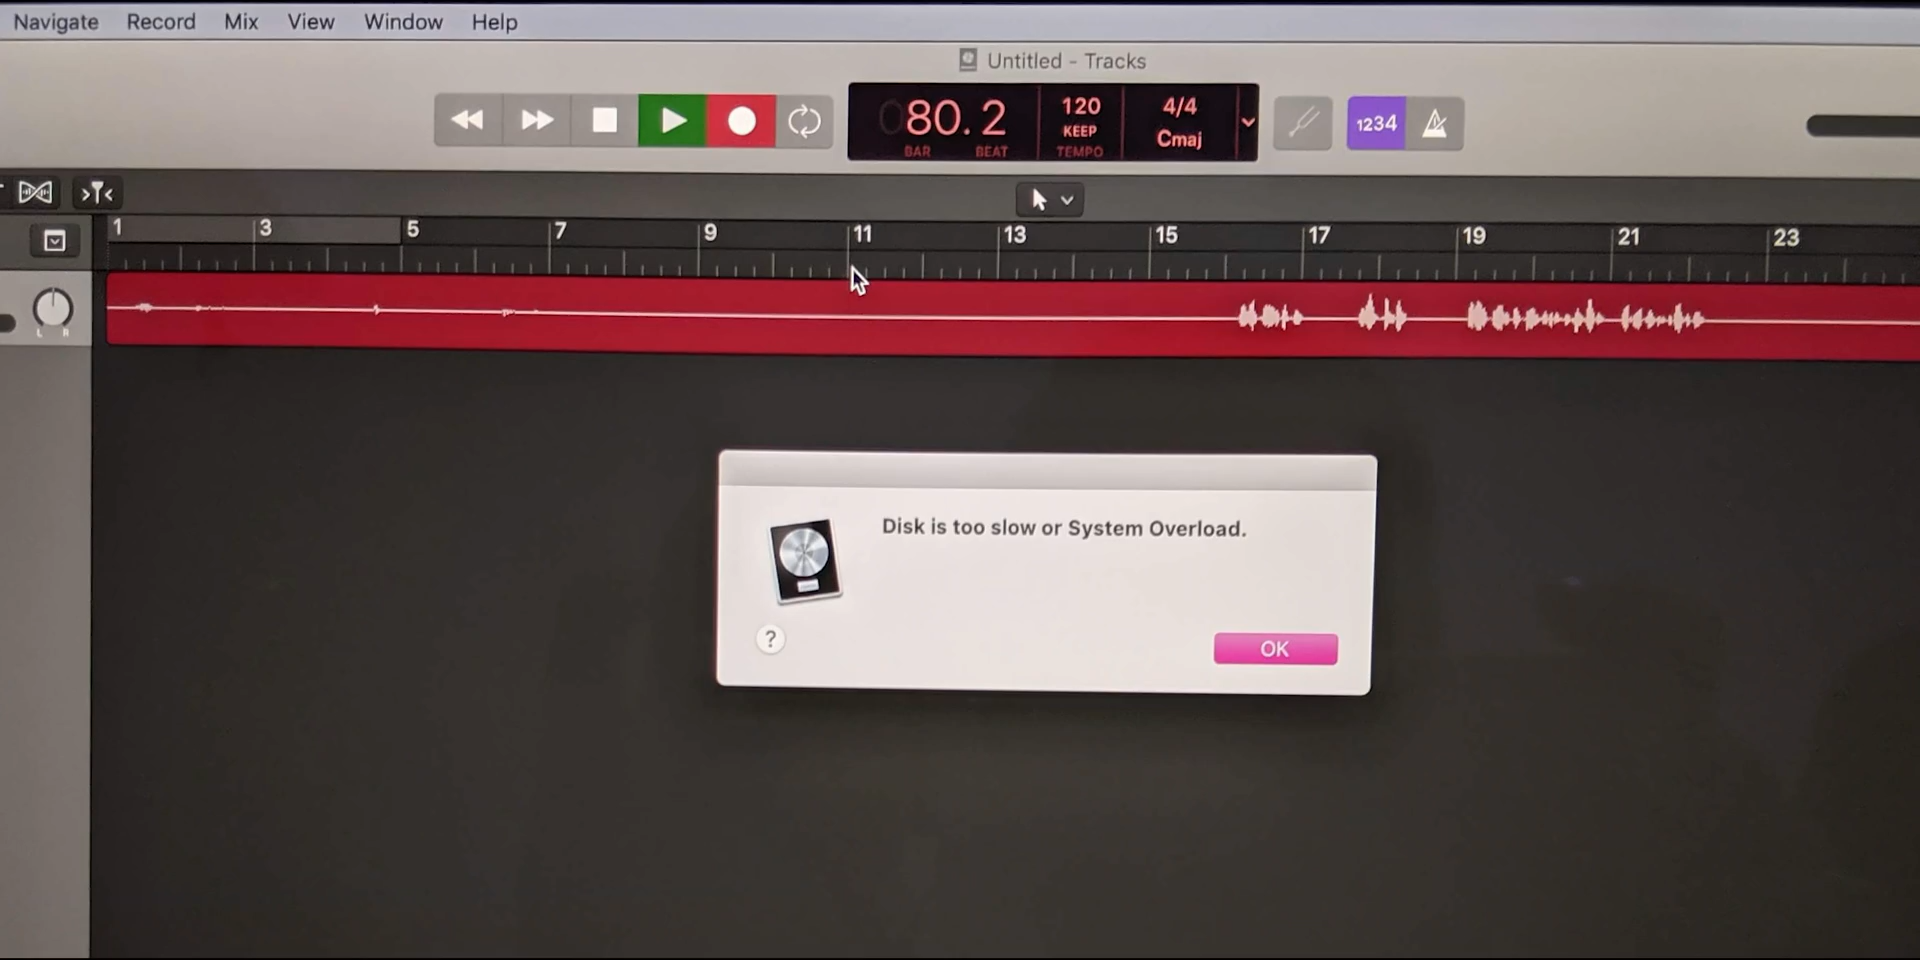 Navigate Record Mix View Window Help
Untitled - Tracks
080.2 120 4/4
KEEP Cmaj
BAR BEAT TEMPO
1234
1 3 5 7 9 11 13 15 17 19 21 23
L R
Disk is too slow or System Overload.
?
OK